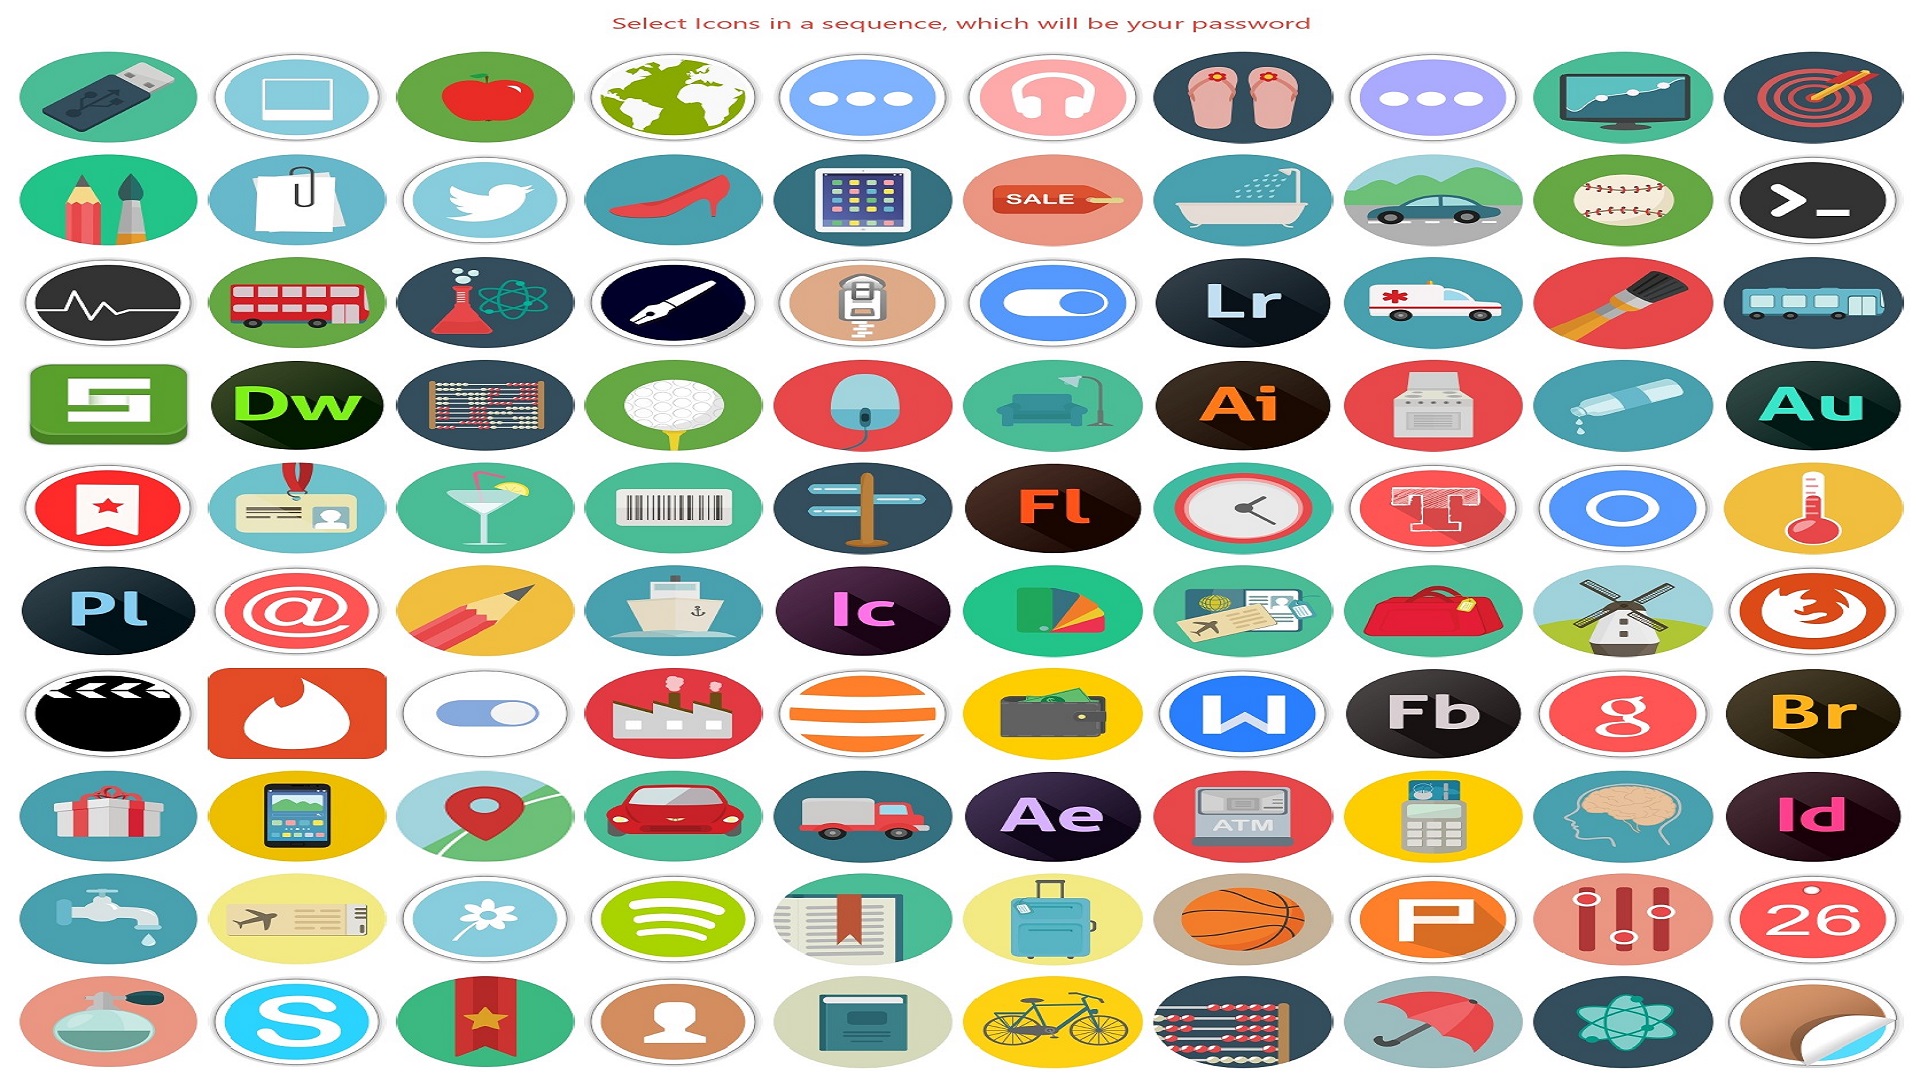 Select Icons in a sequence, which will be your password
SALE
Lr
Dw
Ai
Au
Fl
T
Pl
@
Ic
W
Fb
g
Br
Ae
ATM
Id
P
26
S